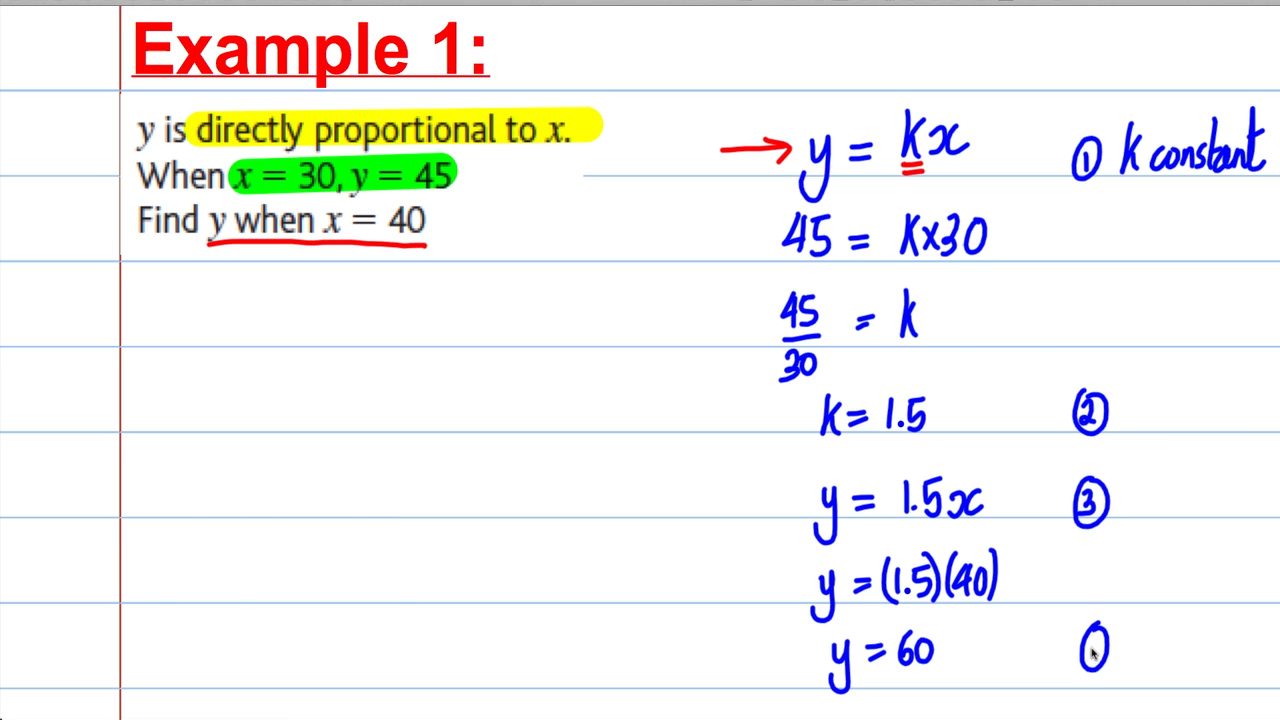 Example 1:
y is directly proportional to x.
When x = 30, y = 45
Find y when x = 40
y = kx ① k constant
45 = k×30
45/30 = k
k = 1.5 ②
y = 1.5x ③
y = (1.5)(40)
y = 60